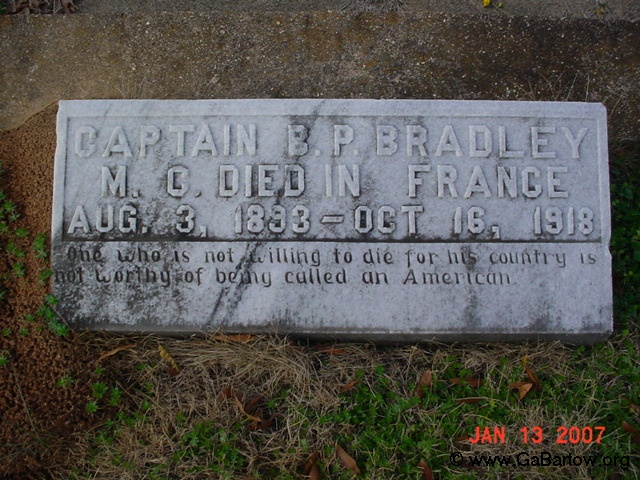 CAPTAIN B. P. BRADLEY
M. C. DIED IN FRANCE
AUG. 3, 1893 – OCT 16, 1918
One who is not willing to die for his country is
not worthy of being called an American.
JAN 13 2007
© www.GaBartow.org